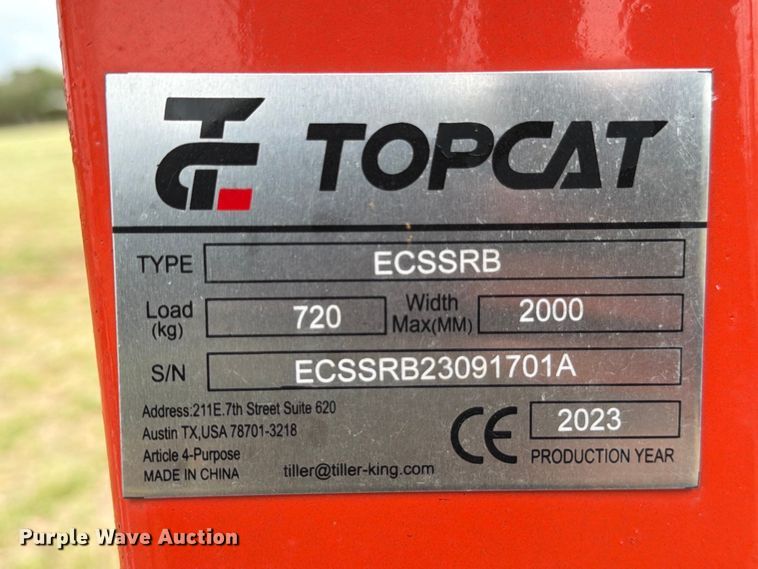 TOPCAT
TYPE ECSSRB
Load (kg) 720 Width Max(MM) 2000
S/N ECSSRB23091701A
Address:211E.7th Street Suite 620
Austin TX,USA 78701-3218
Article 4-Purpose
MADE IN CHINA tiller@tiller-king.com
CE 2023
PRODUCTION YEAR
Purple Wave Auction